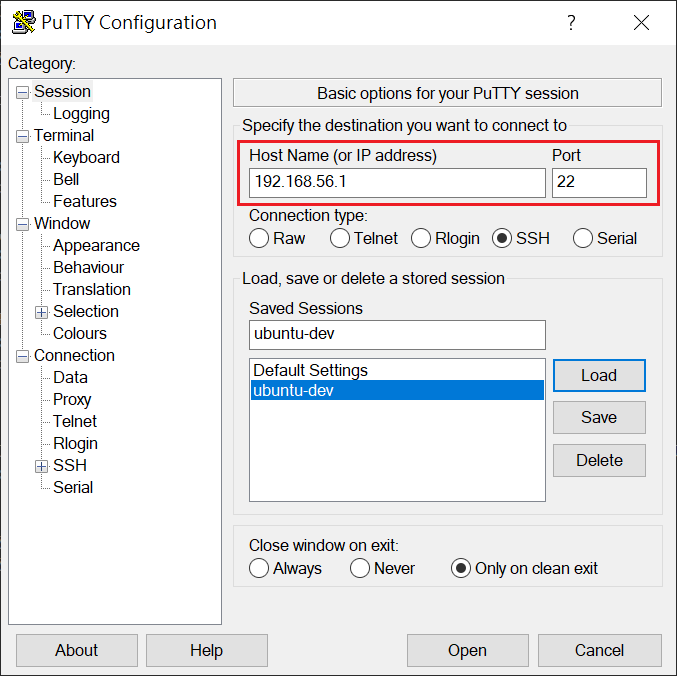 PuTTY Configuration
?
Category:
Session
Logging
Terminal
Keyboard
Bell
Features
Window
Appearance
Behaviour
Translation
Selection
Colours
Connection
Data
Proxy
Telnet
Rlogin
SSH
Serial
Basic options for your PuTTY session
Specify the destination you want to connect to
Host Name (or IP address) Port
192.168.56.1 22
Connection type:
Raw Telnet Rlogin SSH Serial
Load, save or delete a stored session
Saved Sessions
ubuntu-dev
Default Settings
ubuntu-dev
Load
Save
Delete
Close window on exit:
Always Never Only on clean exit
About Help Open Cancel